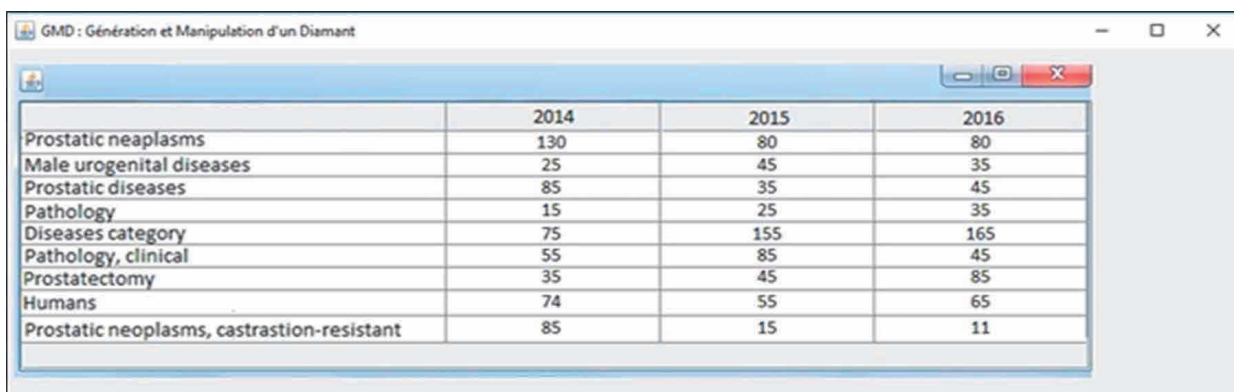 GMD : Génération et Manipulation d'un Diamant
2014 2015 2016
Prostatic neaplasms 130 80 80
Male urogenital diseases 25 45 35
Prostatic diseases 85 35 45
Pathology 15 25 35
Diseases category 75 155 165
Pathology, clinical 55 85 45
Prostatectomy 35 45 85
Humans 74 55 65
Prostatic neoplasms, castrastion-resistant 85 15 11